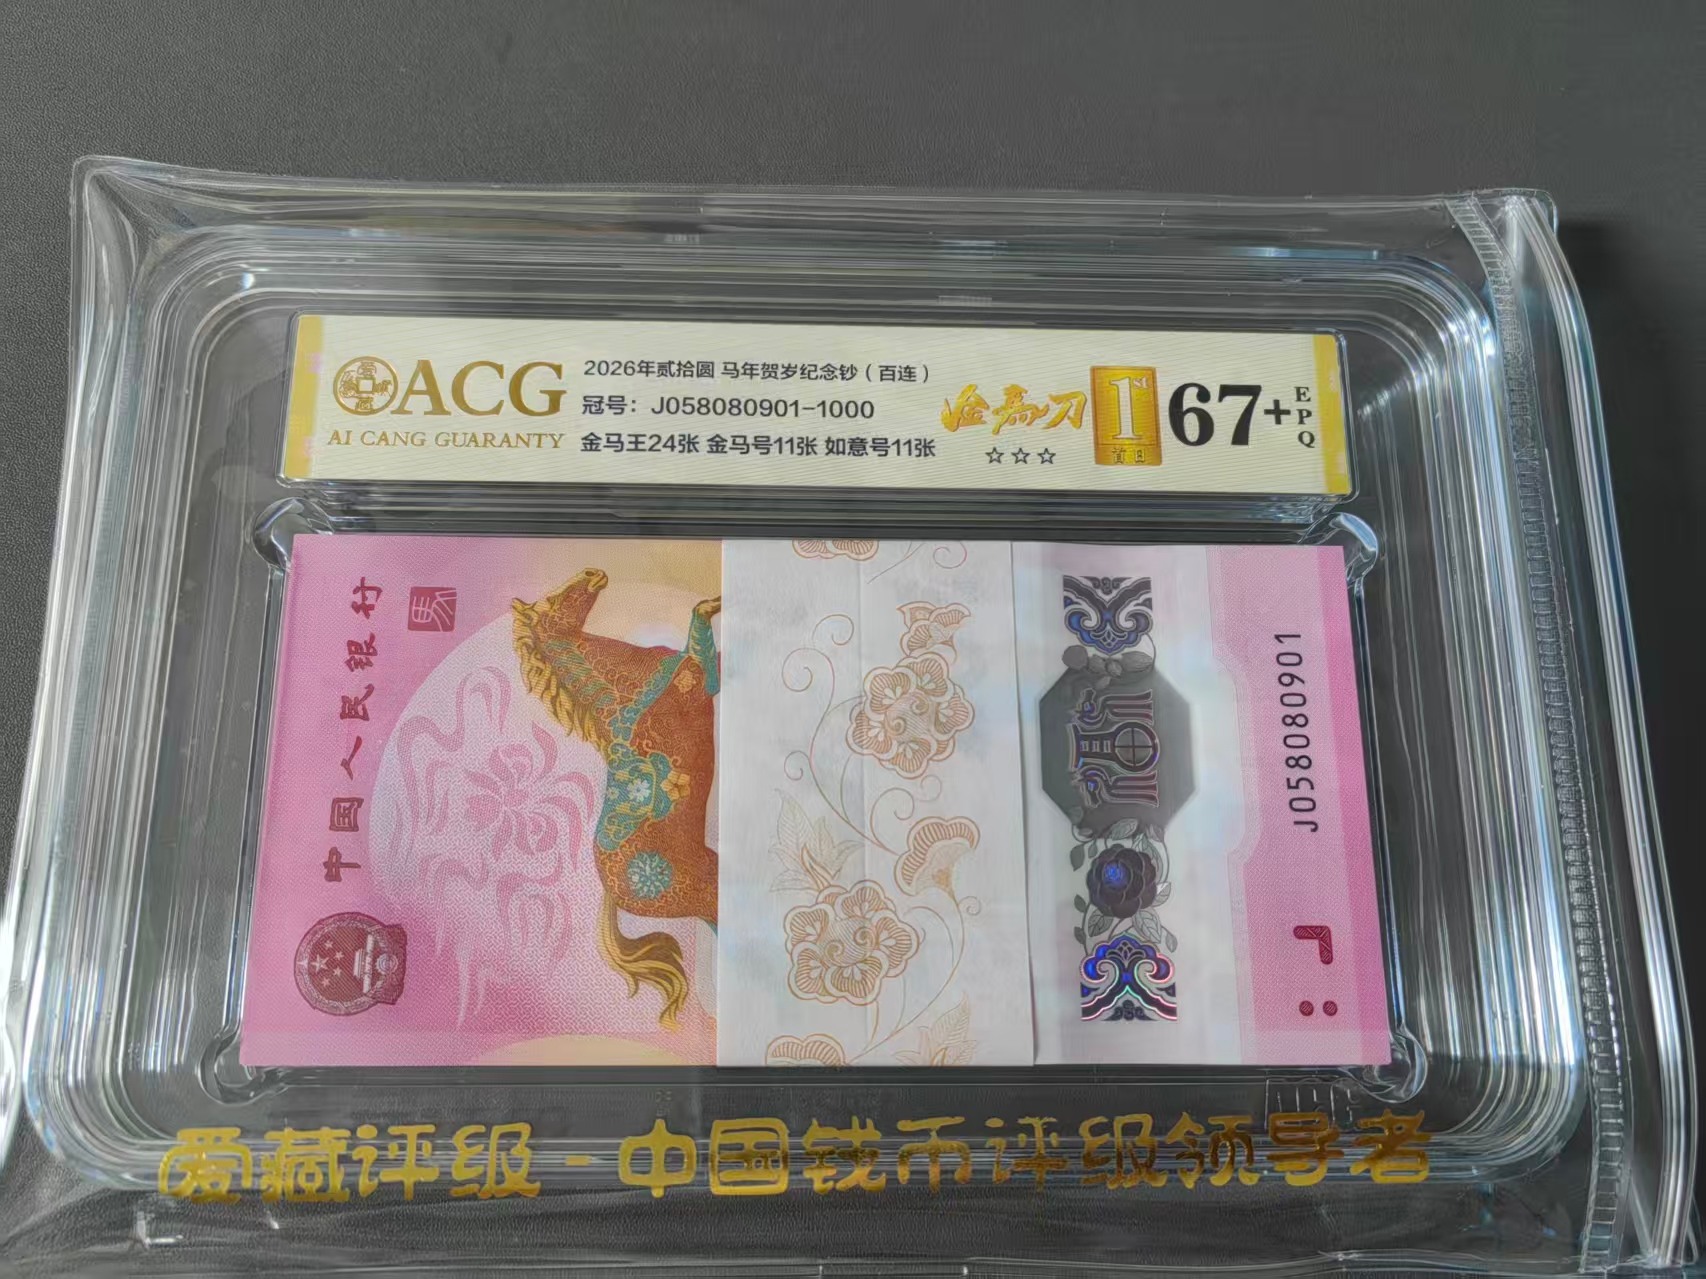 ACG
AI CANG GUARANTY
2026年贰拾圆 马年贺岁纪念钞（百连）
冠号：J058080901-1000
金马王24张 金马号11张 如意号11张
☆☆☆
1st
首日
67+
EPQ
中国人民银行
J058080901
爱藏评级-中国钱币评级领导者